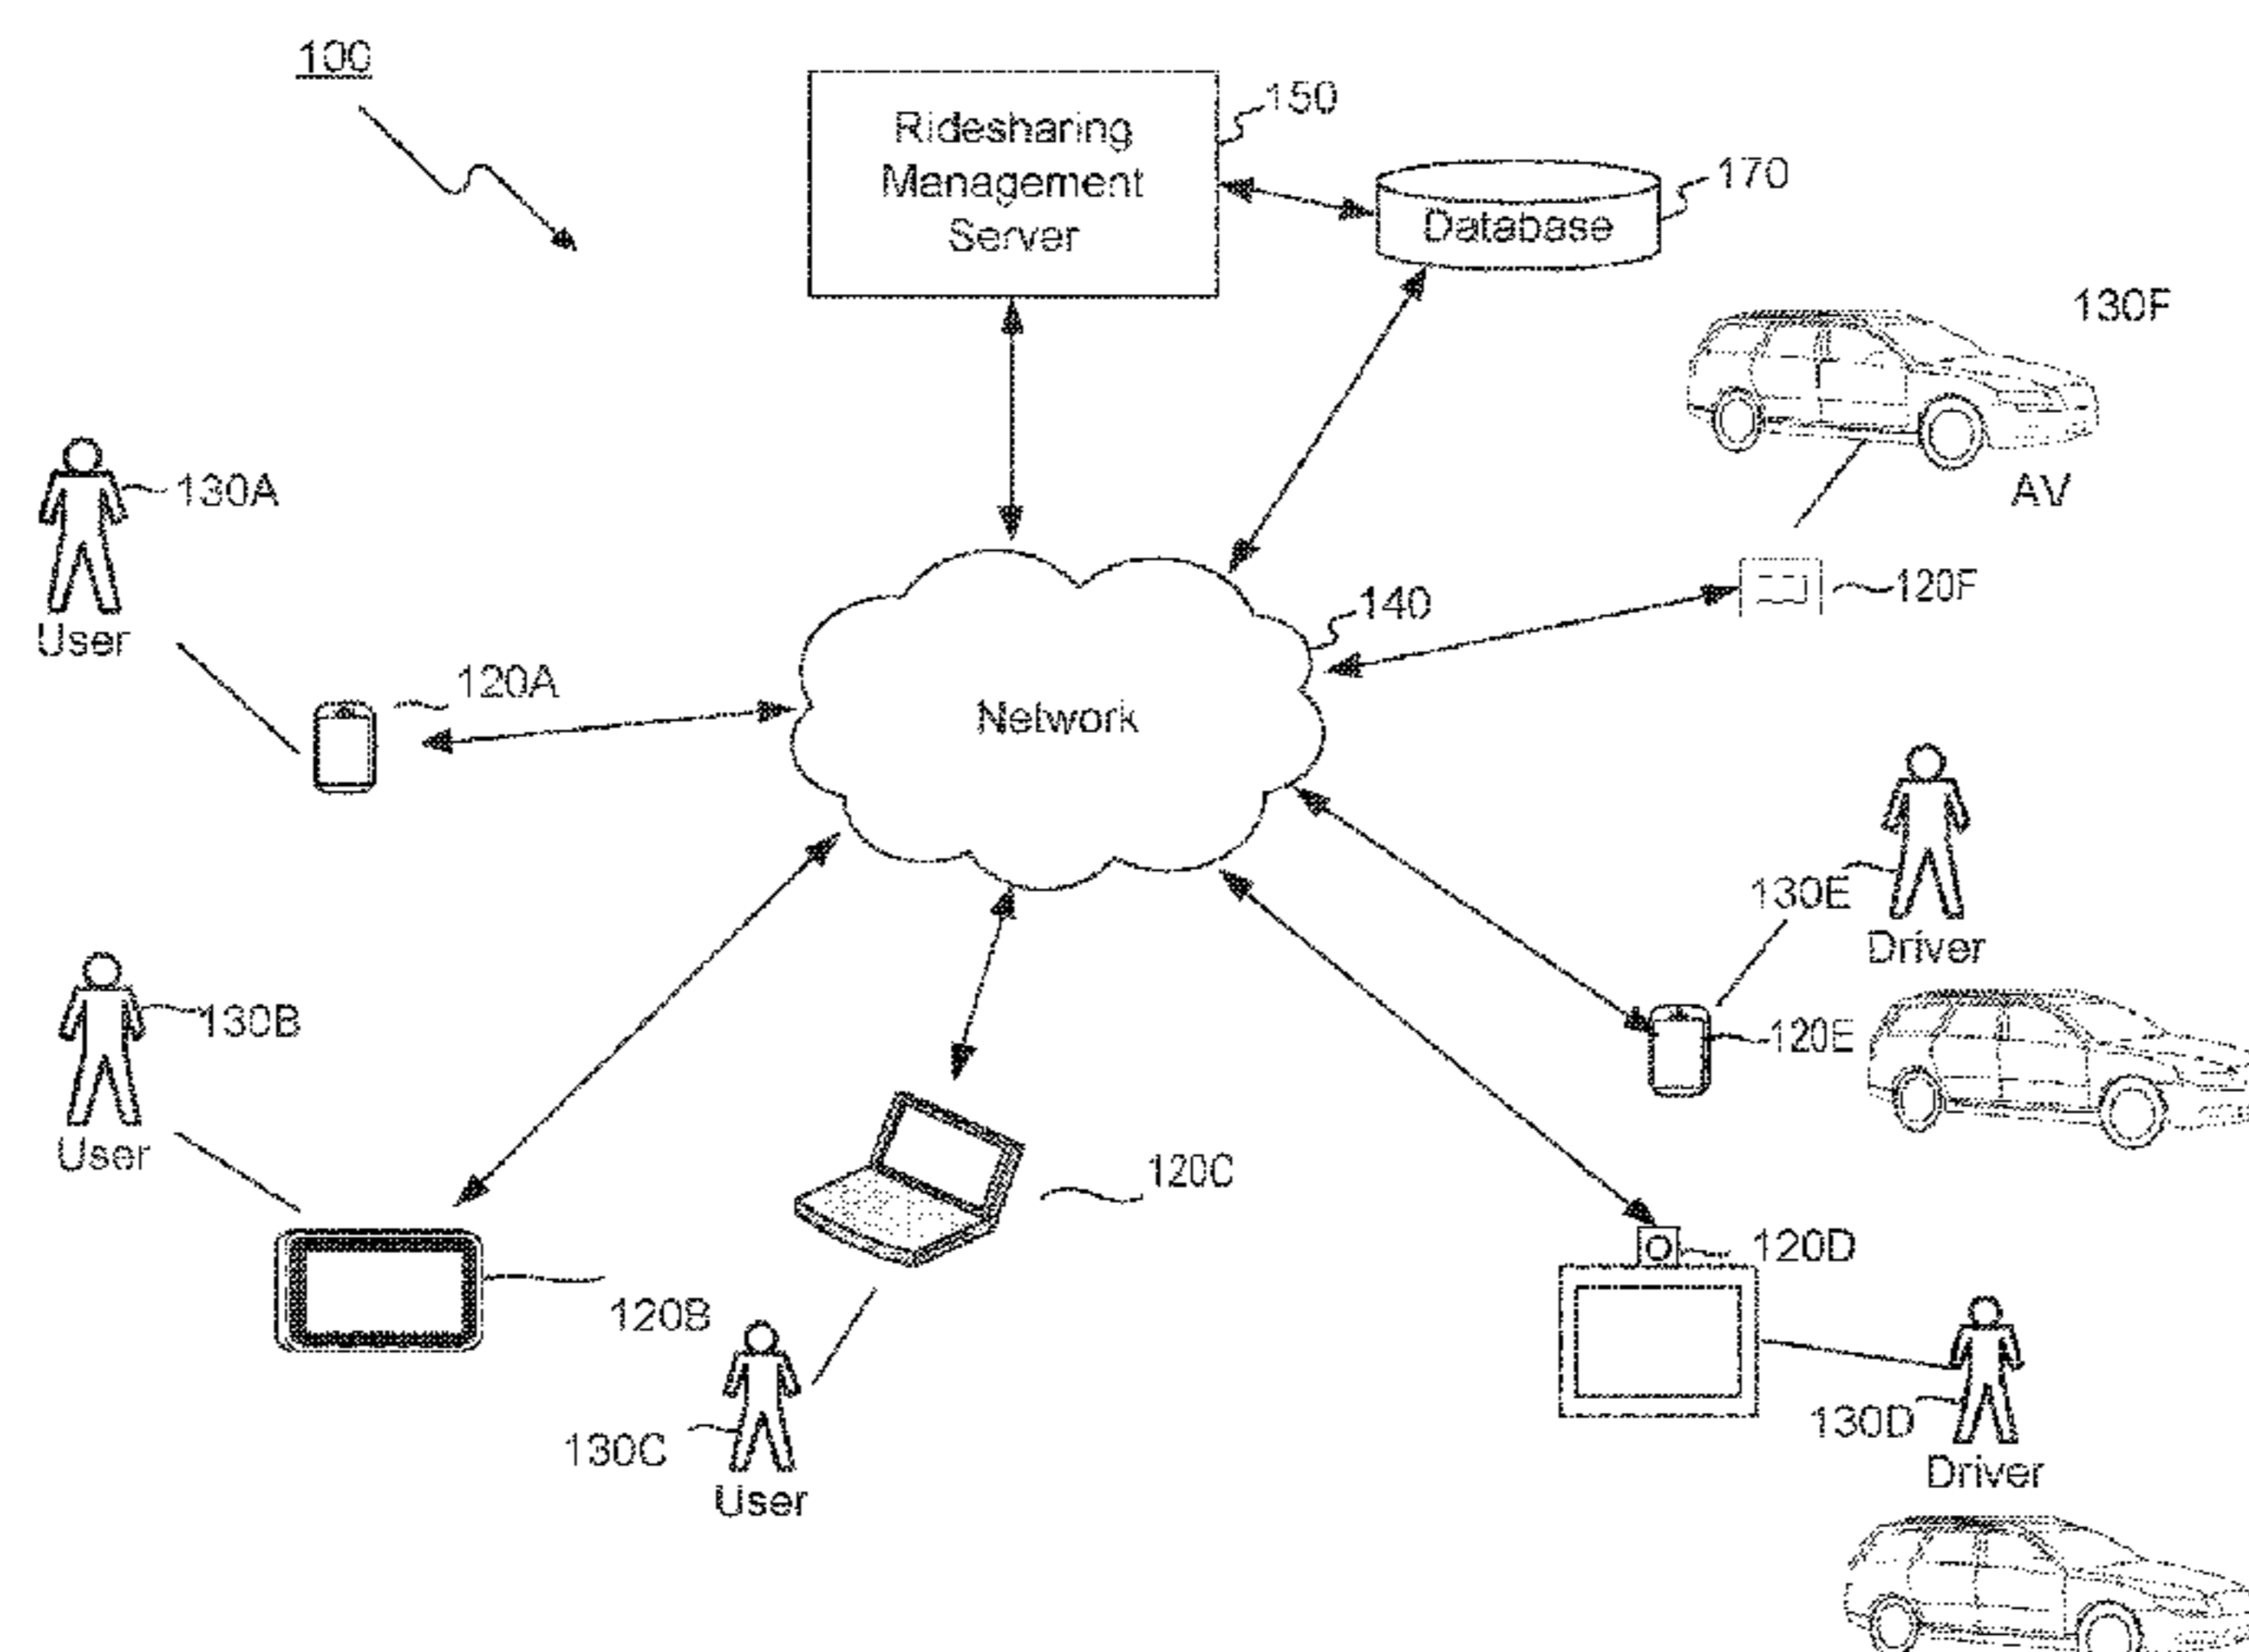 100
Ridesharing
Management
Server
150
Database
170
130F
AV
130A
User
120F
140
120A
Network
130E
Driver
130B
User
120E
120C
120D
120B
130C
User
130D
Driver